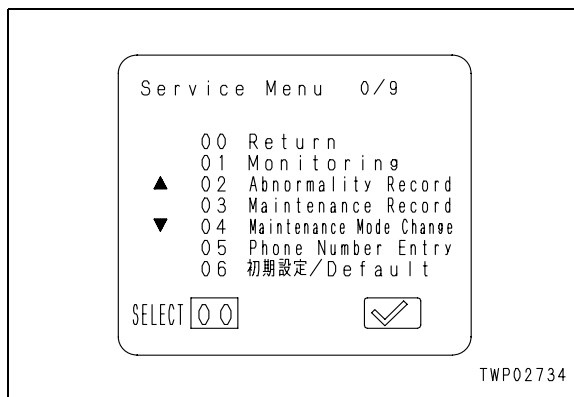 Service Menu 0/9
00 Return
01 Monitoring
▲ 02 Abnormality Record
03 Maintenance Record
▼ 04 Maintenance Mode Change
05 Phone Number Entry
06 初期設定/Default
SELECT 00
TWP02734